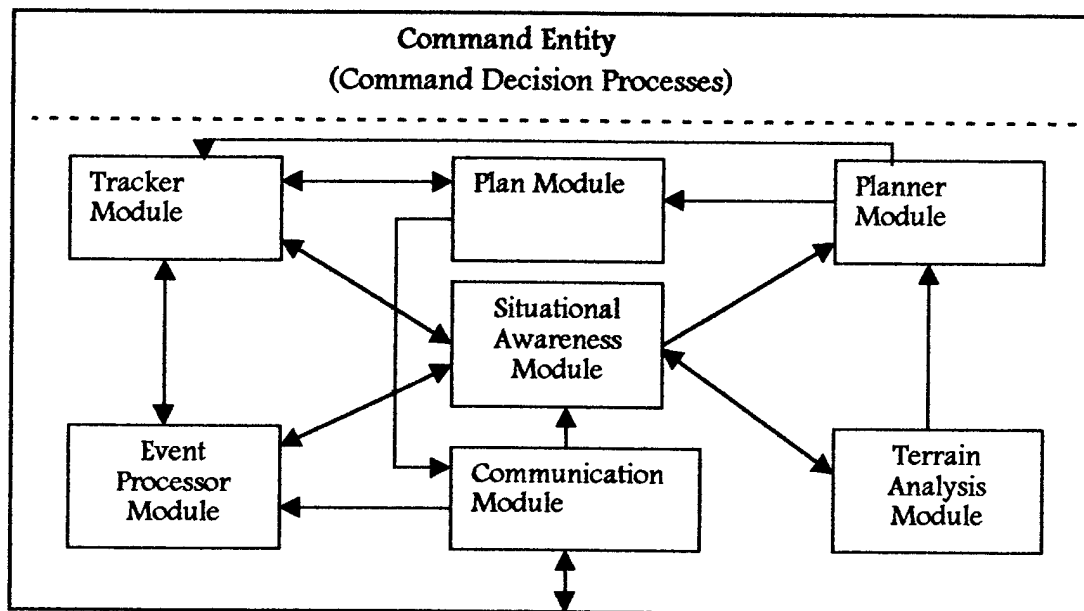 Command Entity
(Command Decision Processes)
Tracker
Module
Plan Module
Planner
Module
Situational
Awareness
Module
Event
Processor
Module
Communication
Module
Terrain
Analysis
Module